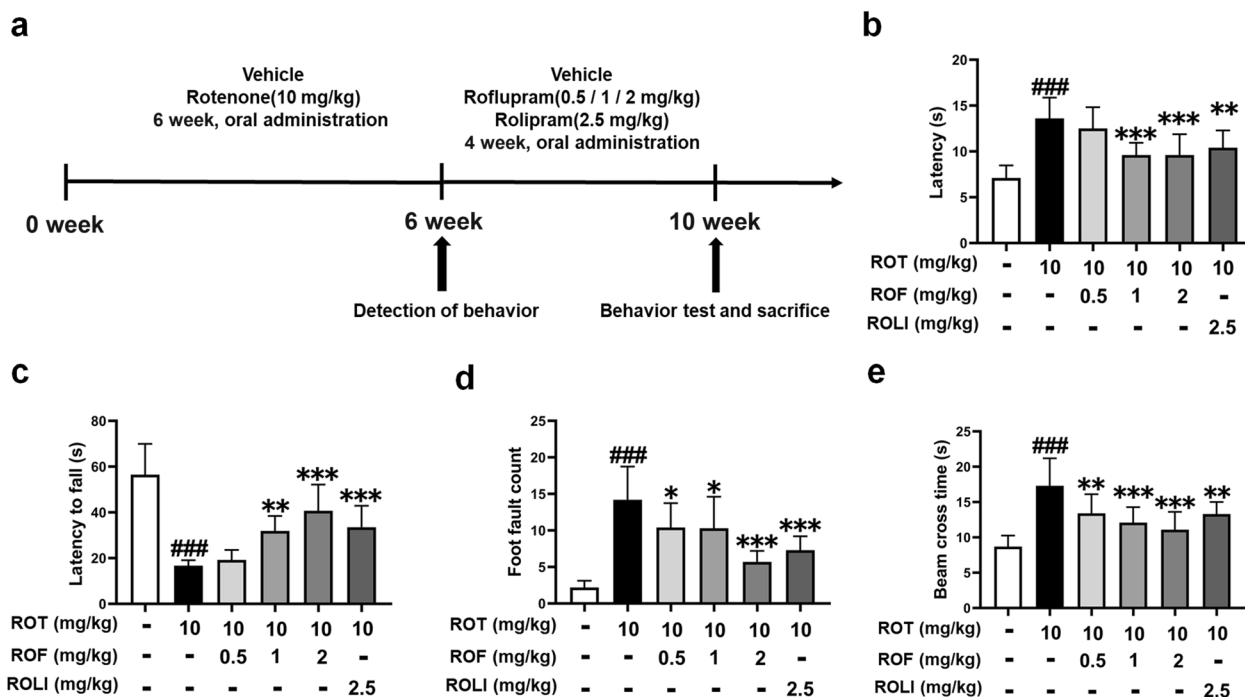 a
Vehicle
Rotenone(10 mg/kg)
6 week, oral administration
Vehicle
Roflupram(0.5 / 1 / 2 mg/kg)
Rolipram(2.5 mg/kg)
4 week, oral administration
0 week
6 week
10 week
Detection of behavior
Behavior test and sacrifice
b
Latency (s)
20
15
10
5
0
###
***
***
**
ROT (mg/kg) - 10 10 10 10 10
ROF (mg/kg) - - 0.5 1 2 -
ROLI (mg/kg) - - - - - 2.5
c
Latency to fall (s)
80
60
40
20
0
###
**
***
***
ROT (mg/kg) - 10 10 10 10 10
ROF (mg/kg) - - 0.5 1 2 -
ROLI (mg/kg) - - - - - 2.5
d
Foot fault count
25
20
15
10
5
0
###
*
*
***
***
ROT (mg/kg) - 10 10 10 10 10
ROF (mg/kg) - - 0.5 1 2 -
ROLI (mg/kg) - - - - - 2.5
e
Beam cross time (s)
25
20
15
10
5
0
###
**
***
***
**
ROT (mg/kg) - 10 10 10 10 10
ROF (mg/kg) - - 0.5 1 2 -
ROLI (mg/kg) - - - - - 2.5